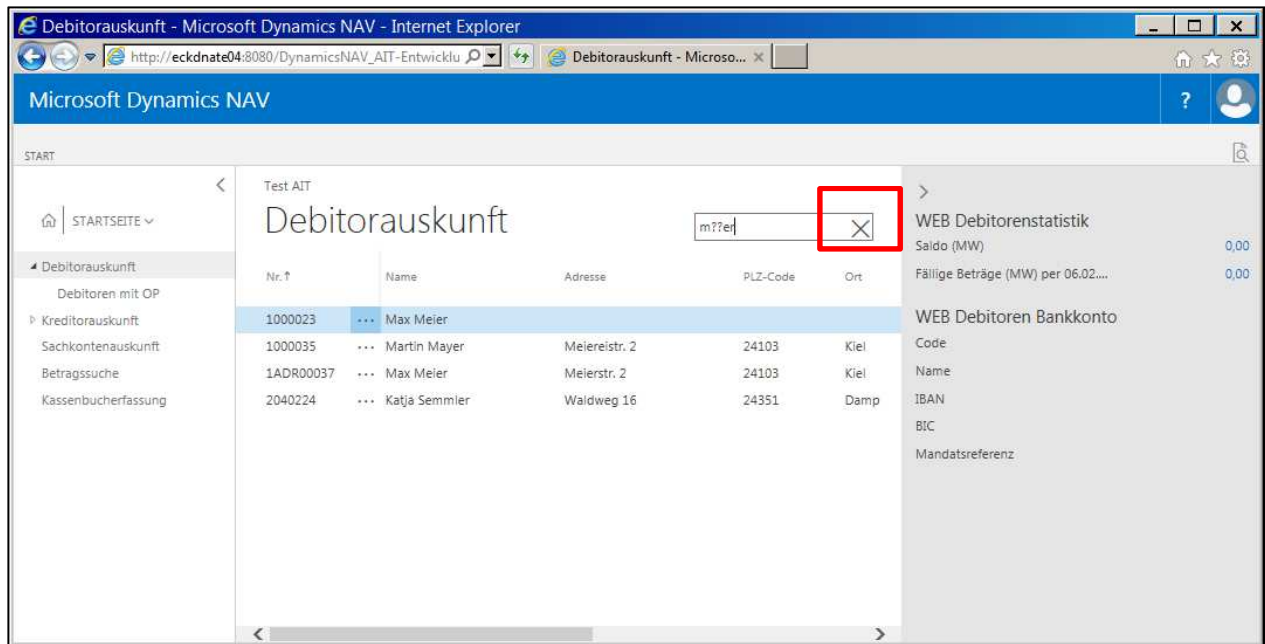 Debitorauskunft - Microsoft Dynamics NAV - Internet Explorer
http://eckdnate04:8080/DynamicsNAV_AIT-Entwicklu
Debitorauskunft - Microso...
Microsoft Dynamics NAV
?
START
Test AIT
STARTSEITE
Debitorauskunft
m??er
Debitorauskunft
Debitoren mit OP
Kreditorauskunft
Sachkontenauskunft
Betragssuche
Kassenbucherfassung
Nr. Name Adresse PLZ-Code Ort
1000023 ... Max Meier
1000035 ... Martin Mayer Meiereistr. 2 24103 Kiel
1ADR00037 ... Max Meier Meierstr. 2 24103 Kiel
2040224 ... Katja Semmler Waldweg 16 24351 Damp
WEB Debitorenstatistik
Saldo (MW) 0,00
Fällige Beträge (MW) per 06.02.... 0,00
WEB Debitoren Bankkonto
Code
Name
IBAN
BIC
Mandatsreferenz